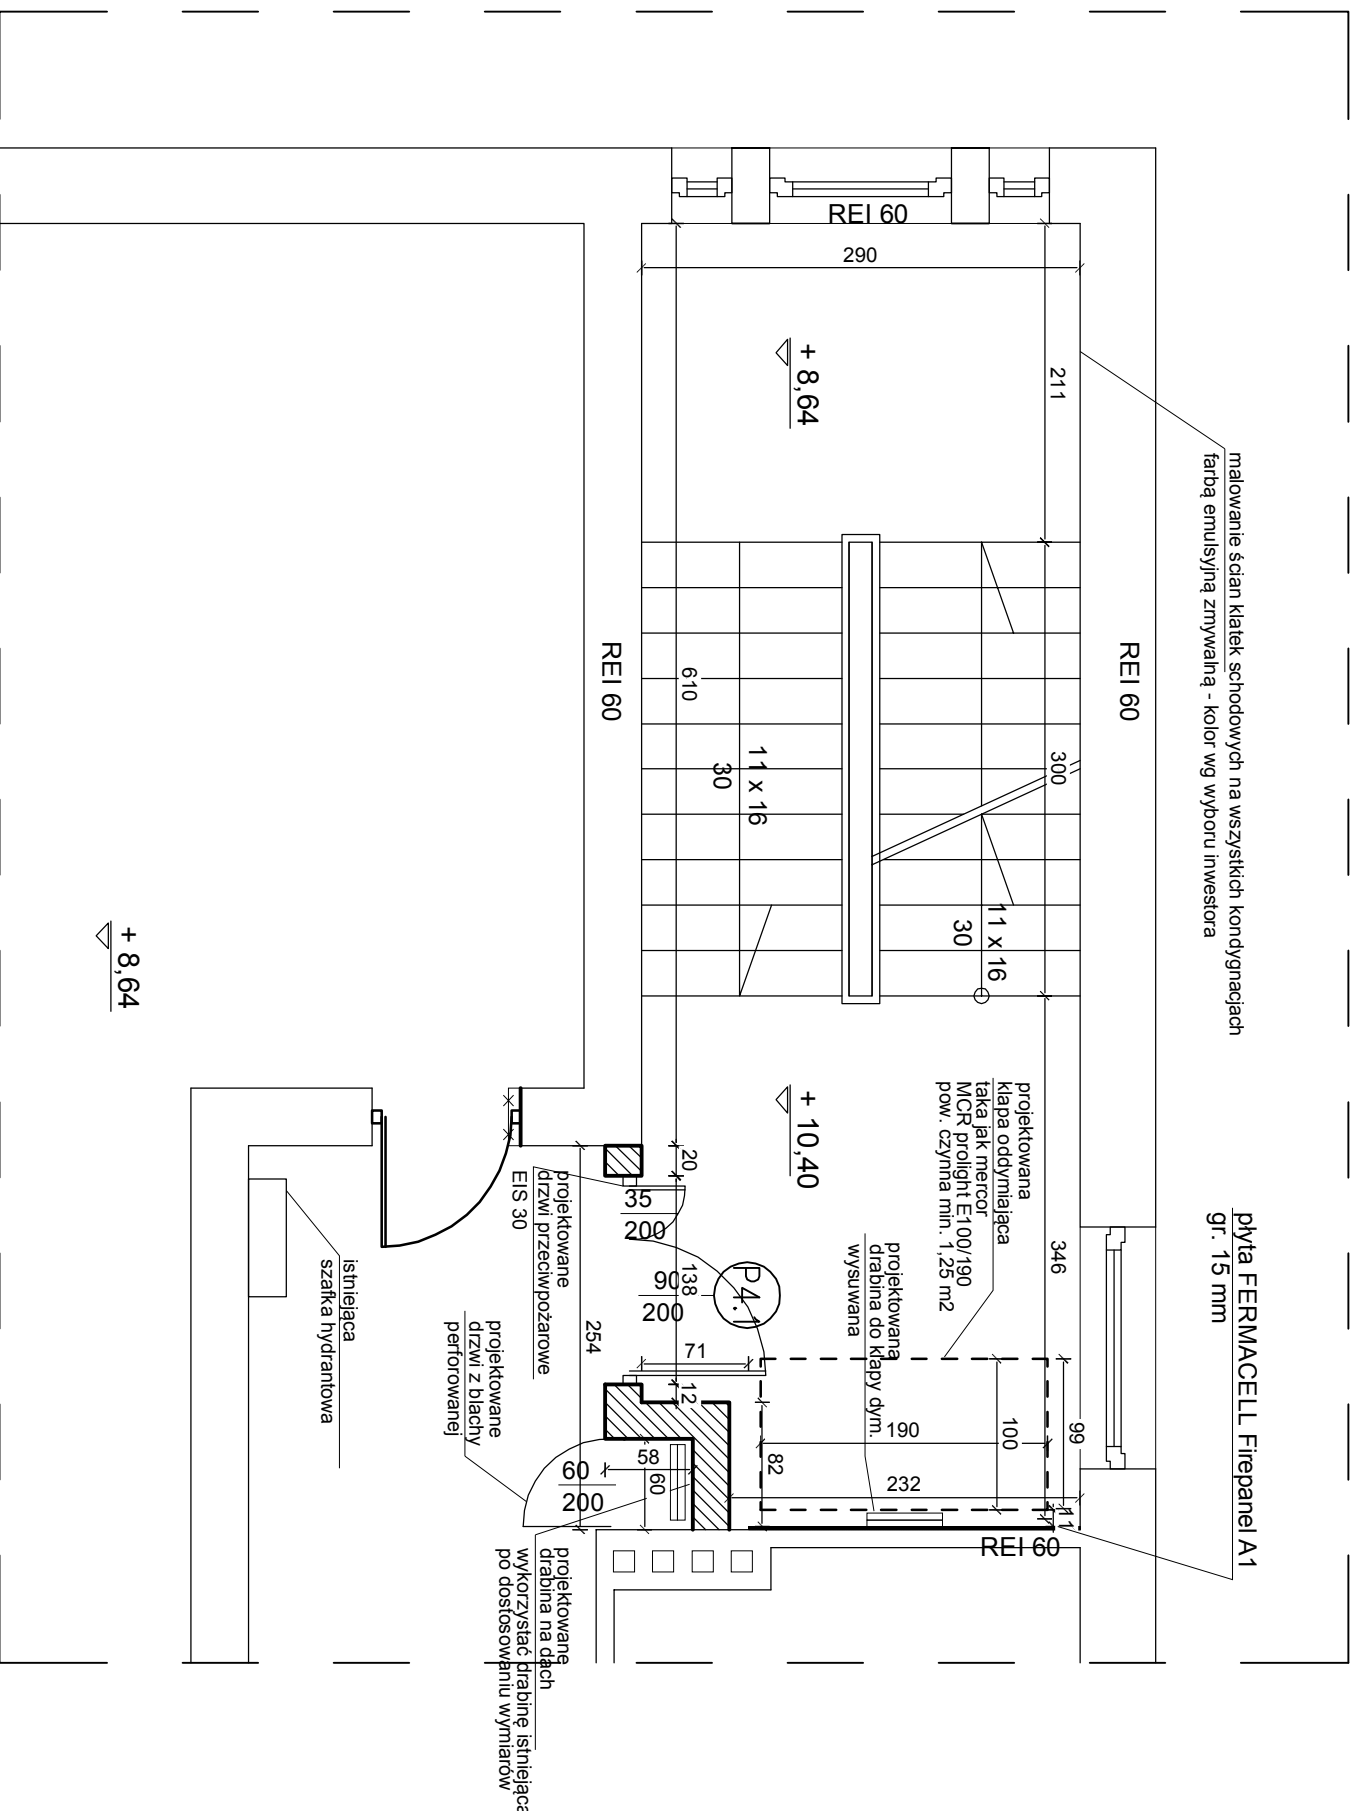 malowanie ścian klatek schodowych na wszystkich kondygnacjach
farbą emulsyjną zmywalną - kolor wg wyboru inwestora
REI 60
290
211
+ 8,64
REI 60
REI 60
610
300
11 x 16
30
11 x 16
30
+ 8,64
+ 10,40
projektowana
klapa oddymiająca
taka jak mercor
MCR prolight E100/190
pow. czynna min. 1,25 m2
płyta FERMACELL Firepanel A1
gr. 15 mm
346
20
35
200
projektowane
drzwi przeciwpożarowe
EIS 30
P4.1
138
90
200
projektowana
drabina do klapy dym.
wysuwana
istniejąca
szafka hydrantowa
254
projektowane
drzwi z blachy
perforowanej
71
12
99
100
190
82
232
11
58
60
60
200
REI 60
projektowane
drabina na dach
wykorzystać drabinę istniejącą
po dostosowaniu wymiarów